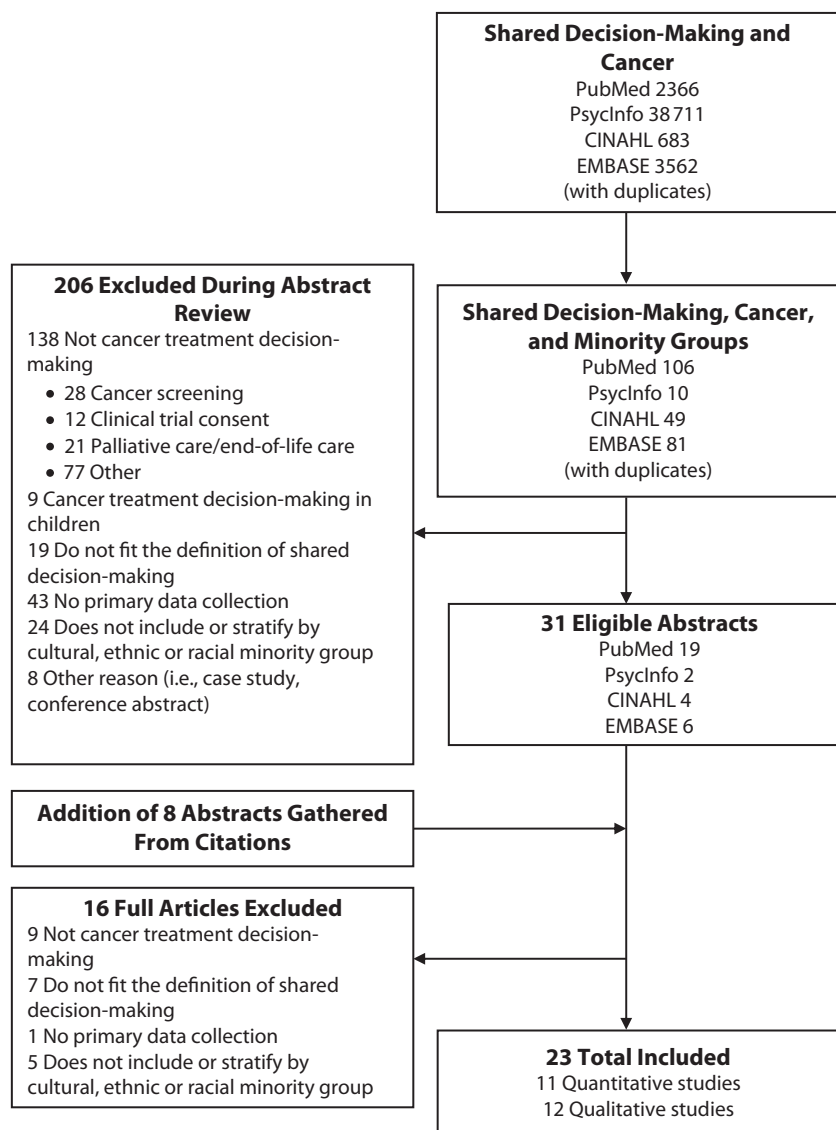 Shared Decision-Making and
Cancer
PubMed 2366
PsycInfo 38 711
CINAHL 683
EMBASE 3562
(with duplicates)
206 Excluded During Abstract
Review
138 Not cancer treatment decision-
making
• 28 Cancer screening
• 12 Clinical trial consent
• 21 Palliative care/end-of-life care
• 77 Other
9 Cancer treatment decision-making in
children
19 Do not fit the definition of shared
decision-making
43 No primary data collection
24 Does not include or stratify by
cultural, ethnic or racial minority group
8 Other reason (i.e., case study,
conference abstract)
Shared Decision-Making, Cancer,
and Minority Groups
PubMed 106
PsycInfo 10
CINAHL 49
EMBASE 81
(with duplicates)
31 Eligible Abstracts
PubMed 19
PsycInfo 2
CINAHL 4
EMBASE 6
Addition of 8 Abstracts Gathered
From Citations
16 Full Articles Excluded
9 Not cancer treatment decision-
making
7 Do not fit the definition of shared
decision-making
1 No primary data collection
5 Does not include or stratify by
cultural, ethnic or racial minority group
23 Total Included
11 Quantitative studies
12 Qualitative studies